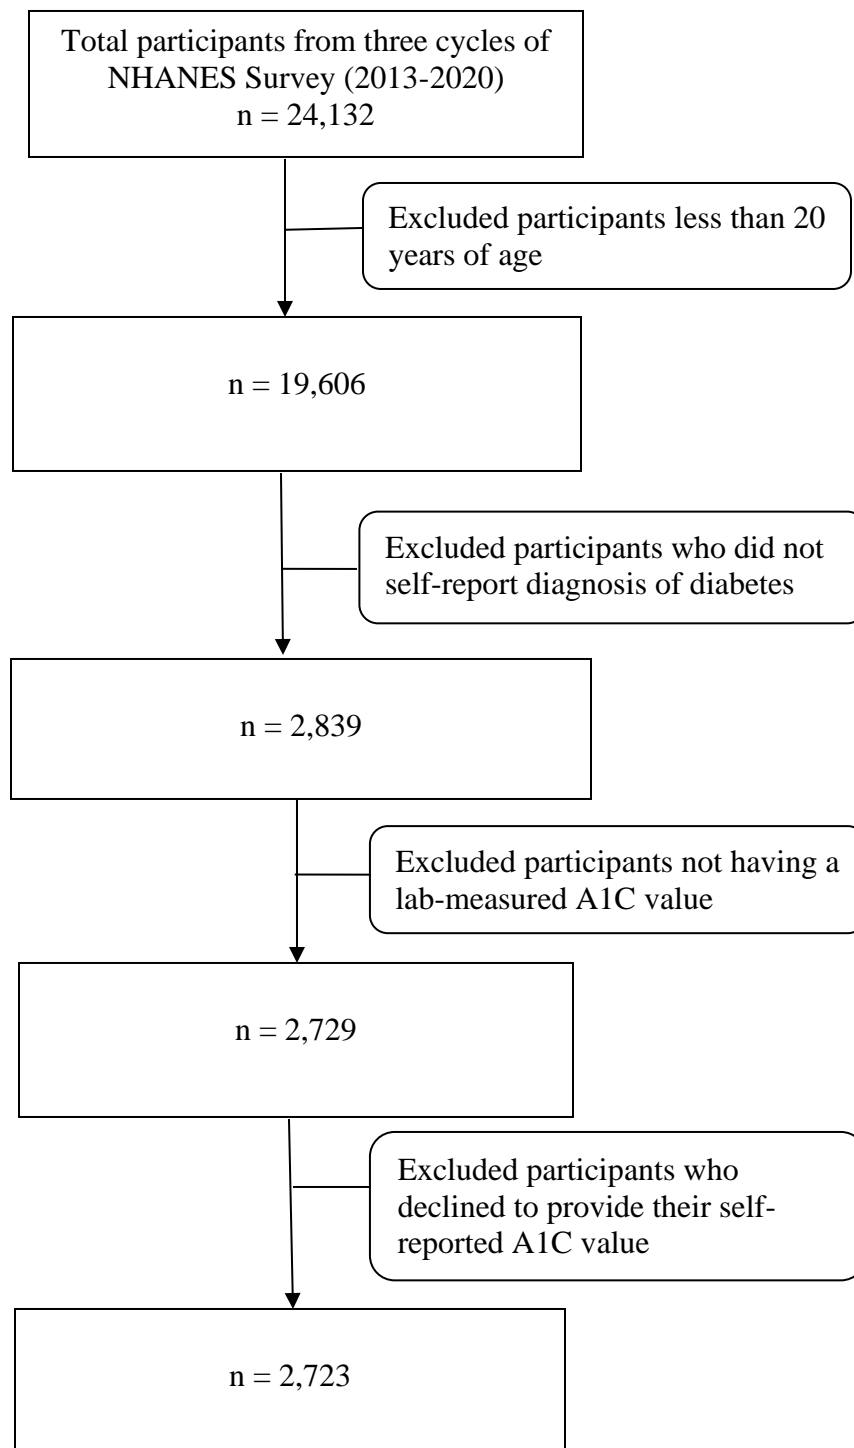 Total participants from three cycles of
NHANES Survey (2013-2020)
n = 24,132
Excluded participants less than 20
years of age
n = 19,606
Excluded participants who did not
self-report diagnosis of diabetes
n = 2,839
Excluded participants not having a
lab-measured A1C value
n = 2,729
Excluded participants who
declined to provide their self-
reported A1C value
n = 2,723